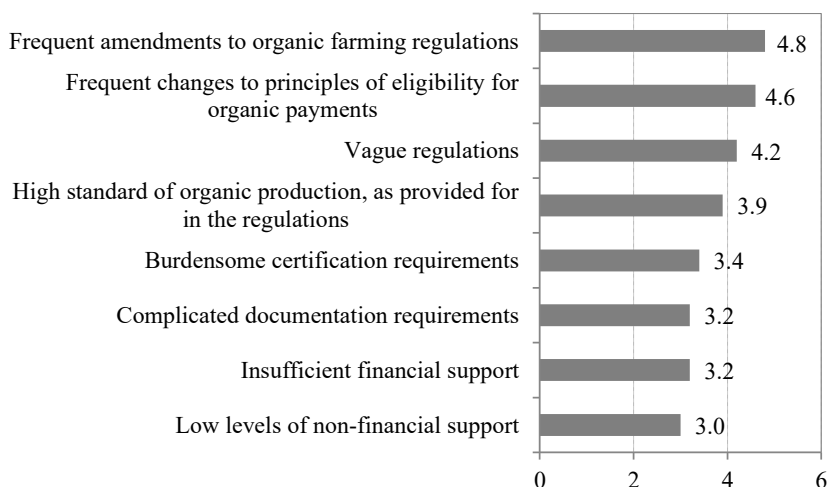 Frequent amendments to organic farming regulations
4.8
Frequent changes to principles of eligibility for
organic payments
4.6
Vague regulations
4.2
High standard of organic production, as provided for
in the regulations
3.9
Burdensome certification requirements
3.4
Complicated documentation requirements
3.2
Insufficient financial support
3.2
Low levels of non-financial support
3.0
0 2 4 6